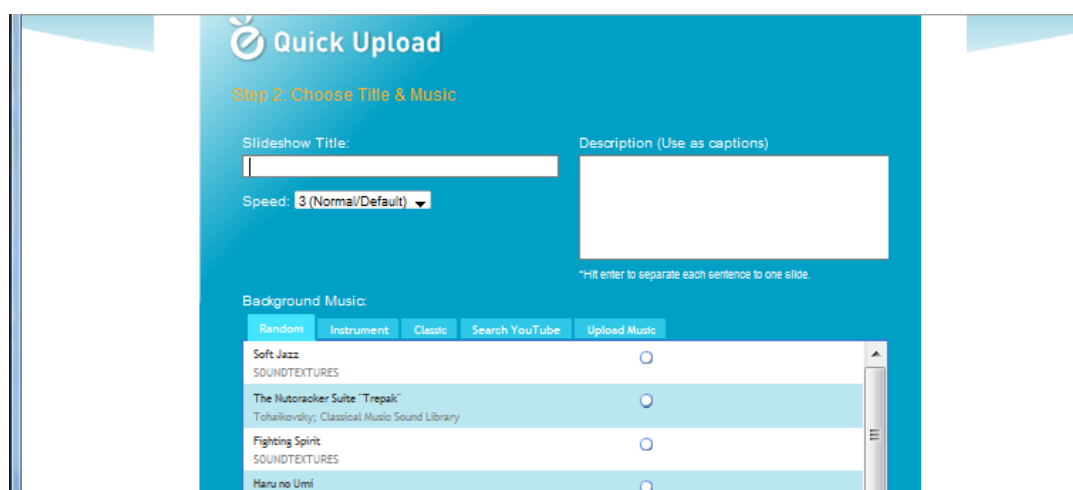 Quick Upload
Step 2: Choose Title & Music
Slideshow Title:
Description (Use as captions)
Speed: 3 (Normal/Default)
*Hit enter to separate each sentence to one slide.
Background Music:
Random Instrument Classic Search YouTube Upload Music
Soft Jazz
SOUNDTEXTURES
The Nutcracker Suite ¨Trepak¨
Tchaikovsky; Classical Music Sound Library
Fighting Spirit
SOUNDTEXTURES
Haru no Umi